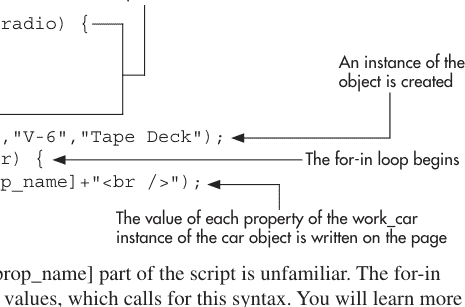 radio) {
An instance of the
object is created
,"V-6","Tape Deck");
r) {
The for-in loop begins
p_name]+"<br />");
The value of each property of the work_car
instance of the car object is written on the page
prop_name] part of the script is unfamiliar. The for-in
values, which calls for this syntax. You will learn more